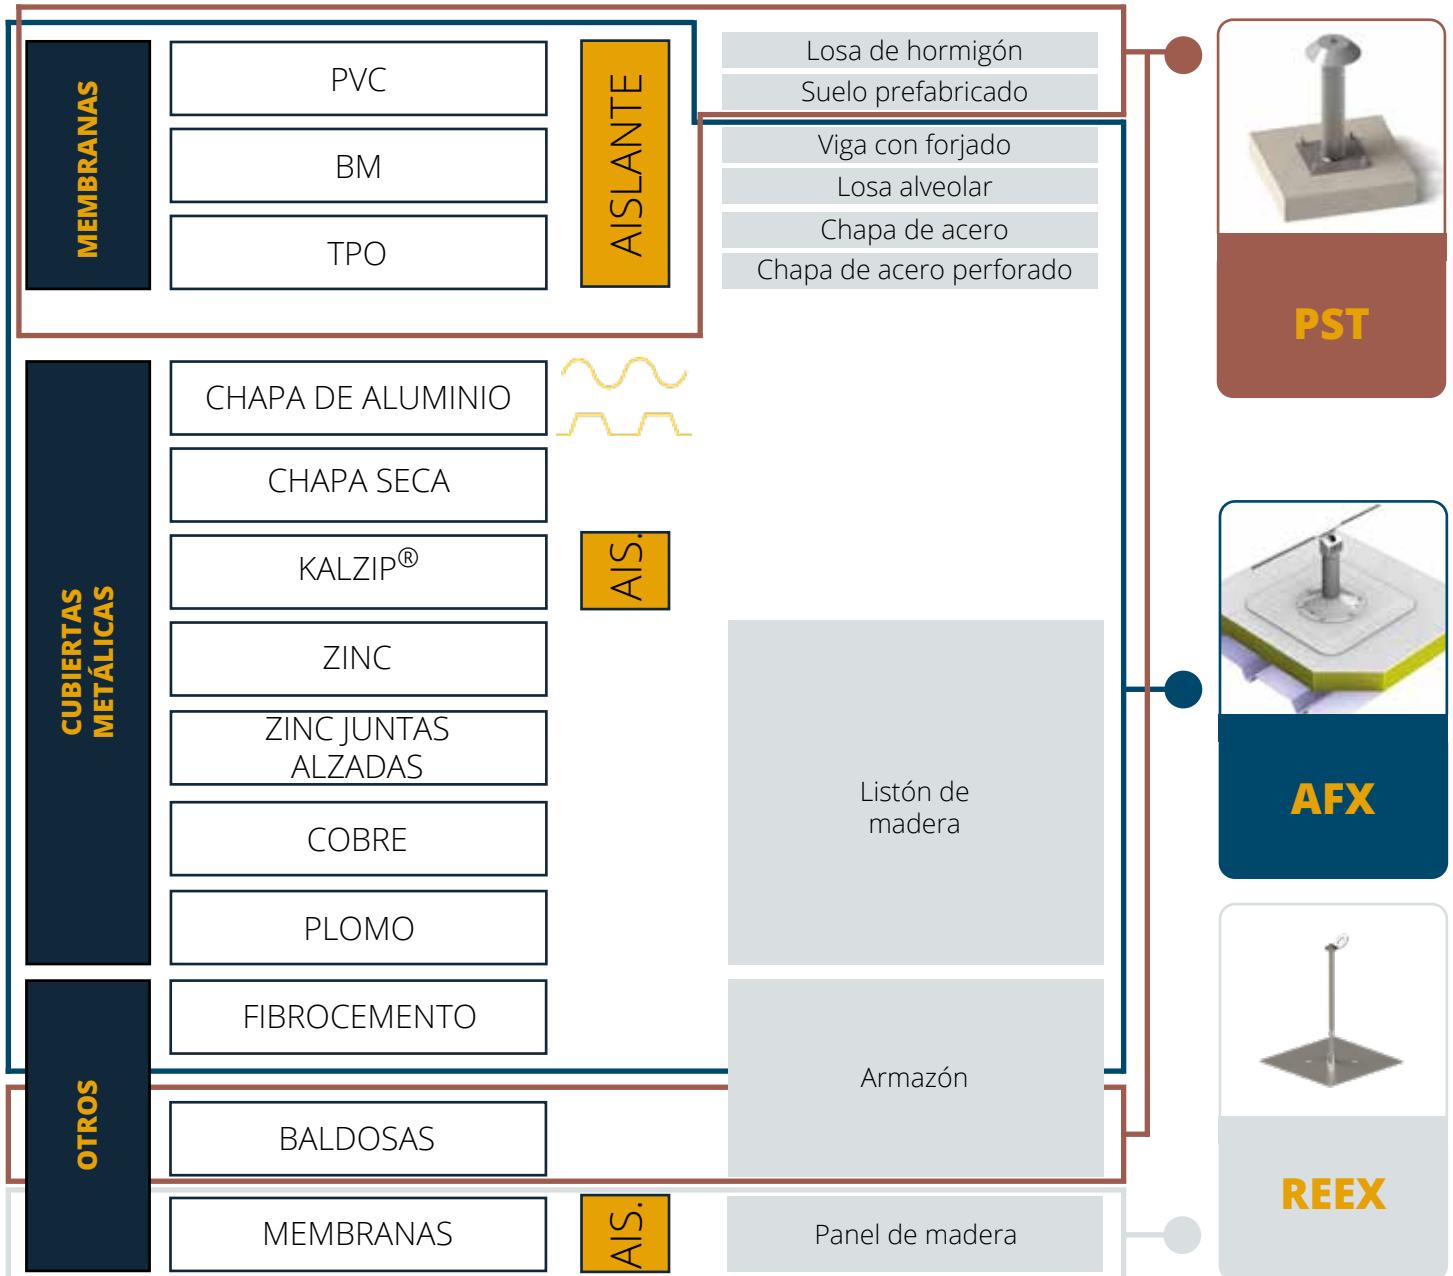 MEMBRANAS
PVC
BM
TPO
AISLANTE
Losa de hormigón
Suelo prefabricado
Viga con forjado
Losa alveolar
Chapa de acero
Chapa de acero perforado
PST
CUBIERTAS
METÁLICAS
CHAPA DE ALUMINIO
CHAPA SECA
KALZIP®
AIS.
ZINC
ZINC JUNTAS
ALZADAS
COBRE
PLOMO
Listón de
madera
AFX
OTROS
FIBROCEMENTO
BALDOSAS
Armazón
MEMBRANAS
AIS.
Panel de madera
REEX